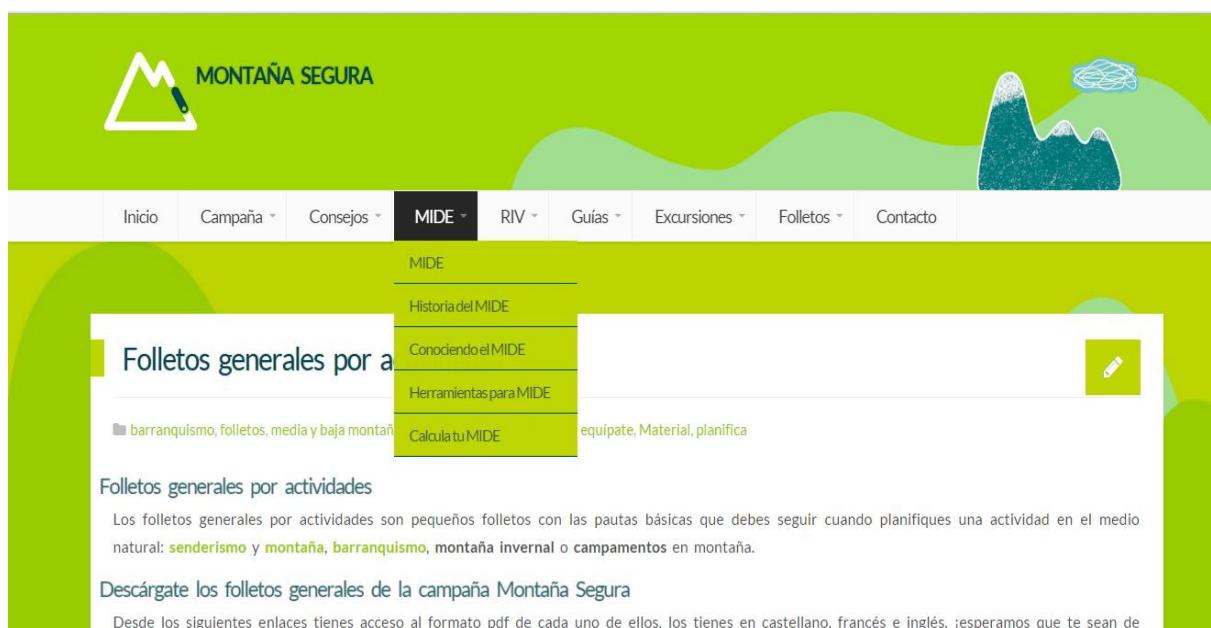 MONTAÑA SEGURA
Inicio Campaña Consejos MIDE RIV Guías Excursiones Folletos Contacto
MIDE
Historia del MIDE
Conociendo el MIDE
Herramientas para MIDE
Calcula tu MIDE
Folletos generales por a
barranquismo, folletos, media y baja montañ equípate, Material, planifica
Folletos generales por actividades
Los folletos generales por actividades son pequeños folletos con las pautas básicas que debes seguir cuando planifiques una actividad en el medio
natural: senderismo y montaña, barranquismo, montaña invernal o campamentos en montaña.
Descárgate los folletos generales de la campaña Montaña Segura
Desde los siguientes enlaces tienes acceso al formato pdf de cada uno de ellos, los tienes en castellano, francés e inglés, ¡esperamos que te sean de